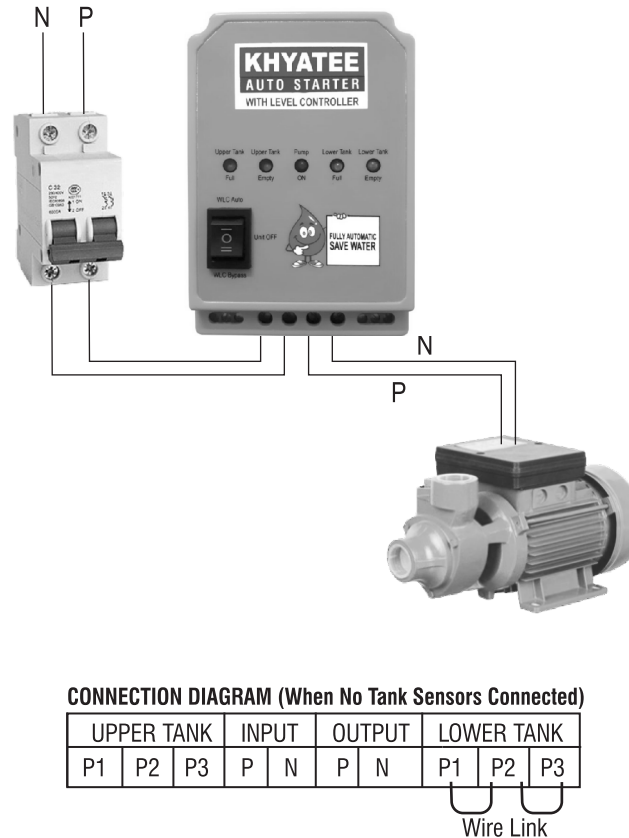 N P
KHYATEE
AUTO STARTER
WITH LEVEL CONTROLLER
Upper Tank Upper Tank Pump Lower Tank Lower Tank
Full Empty ON Full Empty
C 32
WLC Auto
Unit OFF
WLC Bypass
FULLY AUTOMATIC
SAVE WATER
N
P
CONNECTION DIAGRAM (When No Tank Sensors Connected)
UPPER TANK INPUT OUTPUT LOWER TANK
P1 P2 P3 P N P N P1 P2 P3
Wire Link